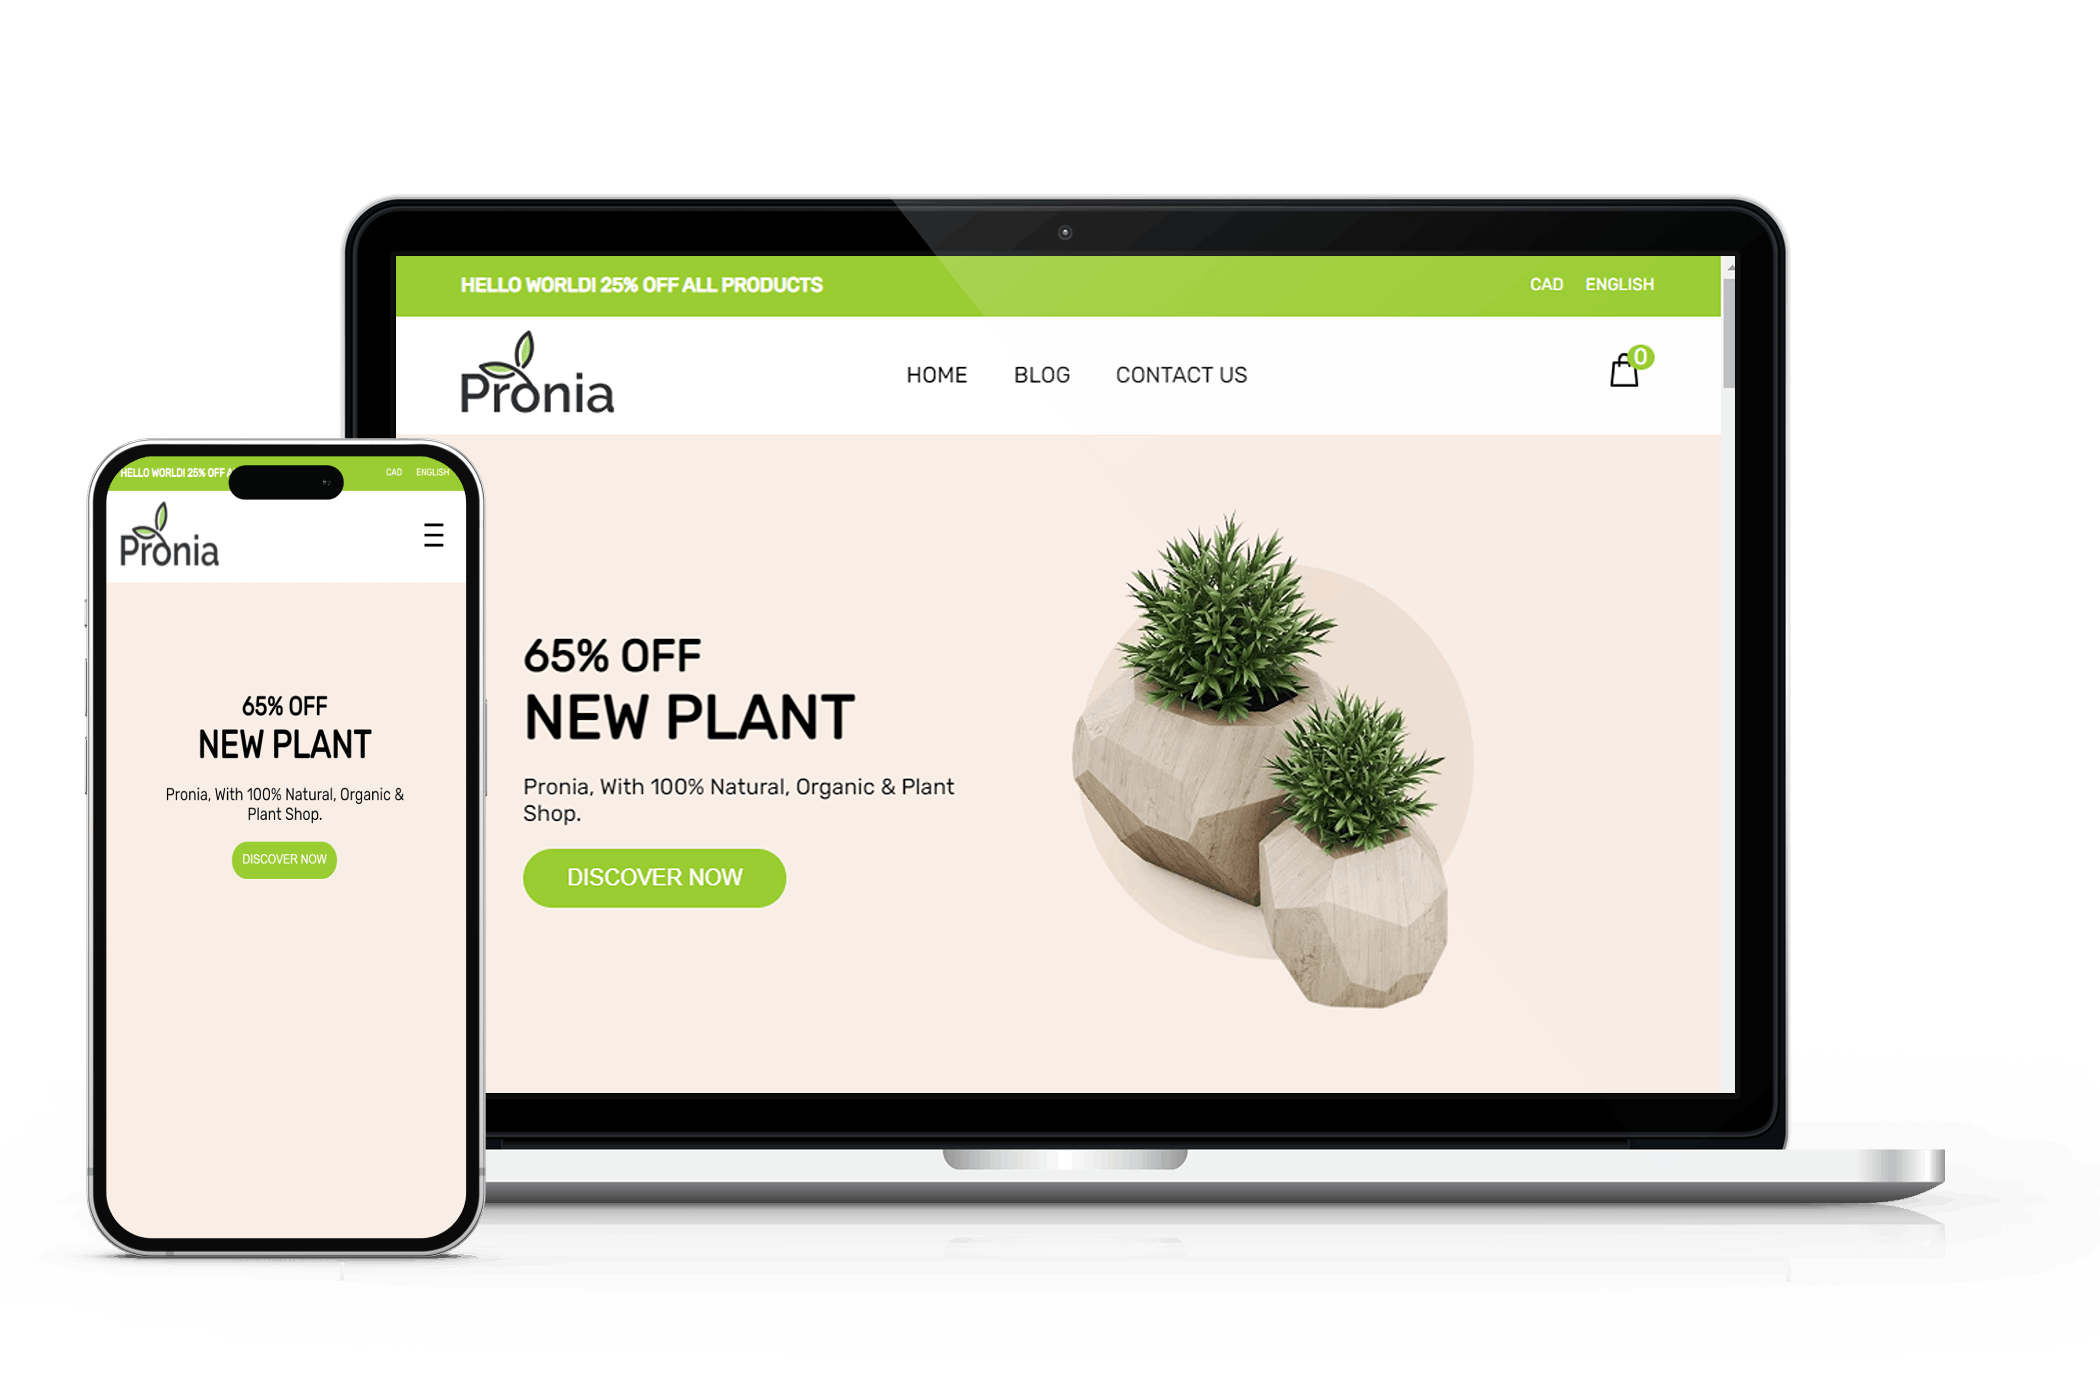 HELLO WORLD! 25% OFF ALL PRODUCTS
CAD ENGLISH
Pronia
HOME BLOG CONTACT US
0
65% OFF
NEW PLANT
Pronia, With 100% Natural, Organic & Plant
Shop.
DISCOVER NOW
HELLO WORLD! 25% OFF
CAD ENGLISH
Pronia
65% OFF
NEW PLANT
Pronia, With 100% Natural, Organic &
Plant Shop.
DISCOVER NOW